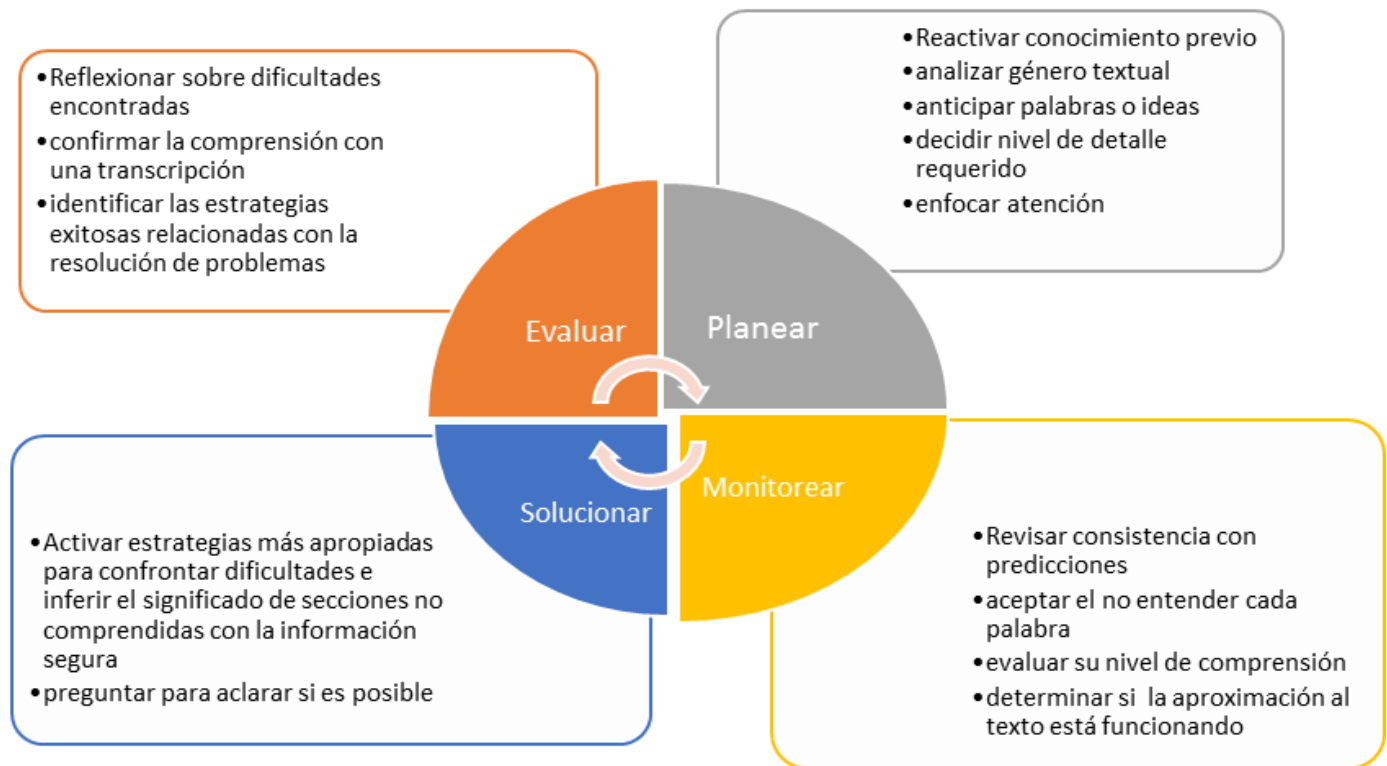 •Reflexionar sobre dificultades
encontradas
•confirmar la comprensión con
una transcripción
•identificar las estrategias
exitosas relacionadas con la
resolución de problemas
•Reactivar conocimiento previo
•analizar género textual
•anticipar palabras o ideas
•decidir nivel de detalle
requerido
•enfocar atención
Evaluar
Planear
Solucionar
Monitorear
•Activar estrategias más apropiadas
para confrontar dificultades e
inferir el significado de secciones no
comprendidas con la información
segura
•preguntar para aclarar si es posible
•Revisar consistencia con
predicciones
•aceptar el no entender cada
palabra
•evaluar su nivel de comprensión
•determinar si la aproximación al
texto está funcionando